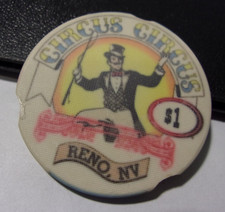 CIRCUS CIRCUS
$1
RENO, NV